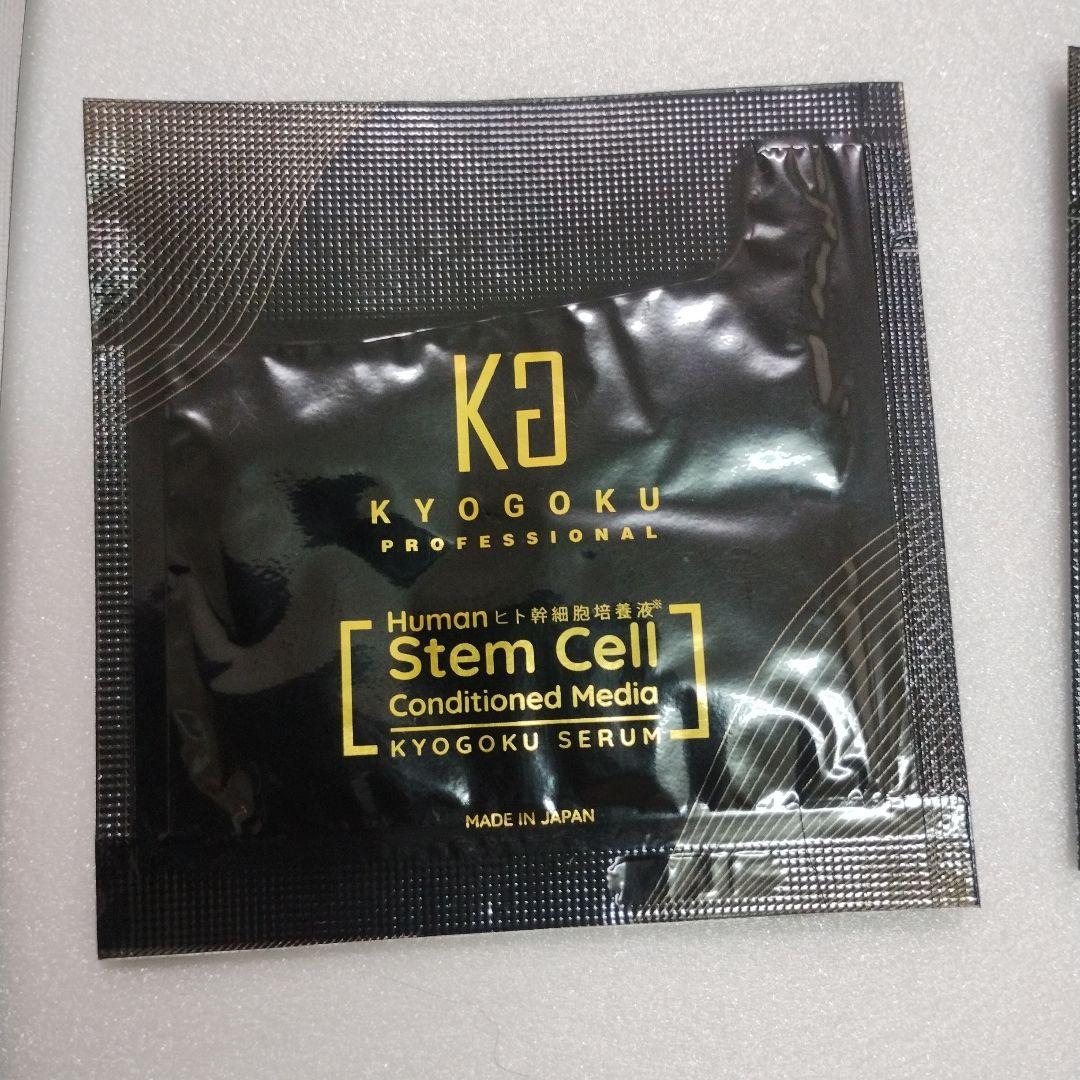 KG
KYOGOKU
PROFESSIONAL
Human ヒト幹細胞培養液※
Stem Cell
Conditioned Media
KYOGOKU SERUM
MADE IN JAPAN